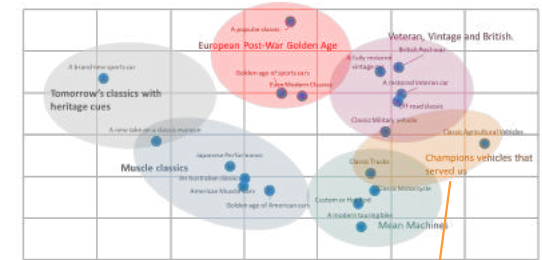 A popular classic
European Post-War Golden Age
Veteran, Vintage and British.
British Post-war
A fully restored
vintage car
A brand new sports car
Golden age of sports cars
Euro Modern Classics
A restored Veteran car
Off road classic
Tomorrow's classics with
heritage cues
Classic Military vehicle
A new take on a classic
Classic Agricultural Vehicles
Muscle classics
Japanese Performance
An Australian classic
American Muscle cars
Golden age of American cars
Classic Trucks
Champions vehicles that
served us
Classic Motorcycle
Custom or Hot Rod
A modern touring bike
Mean Machines